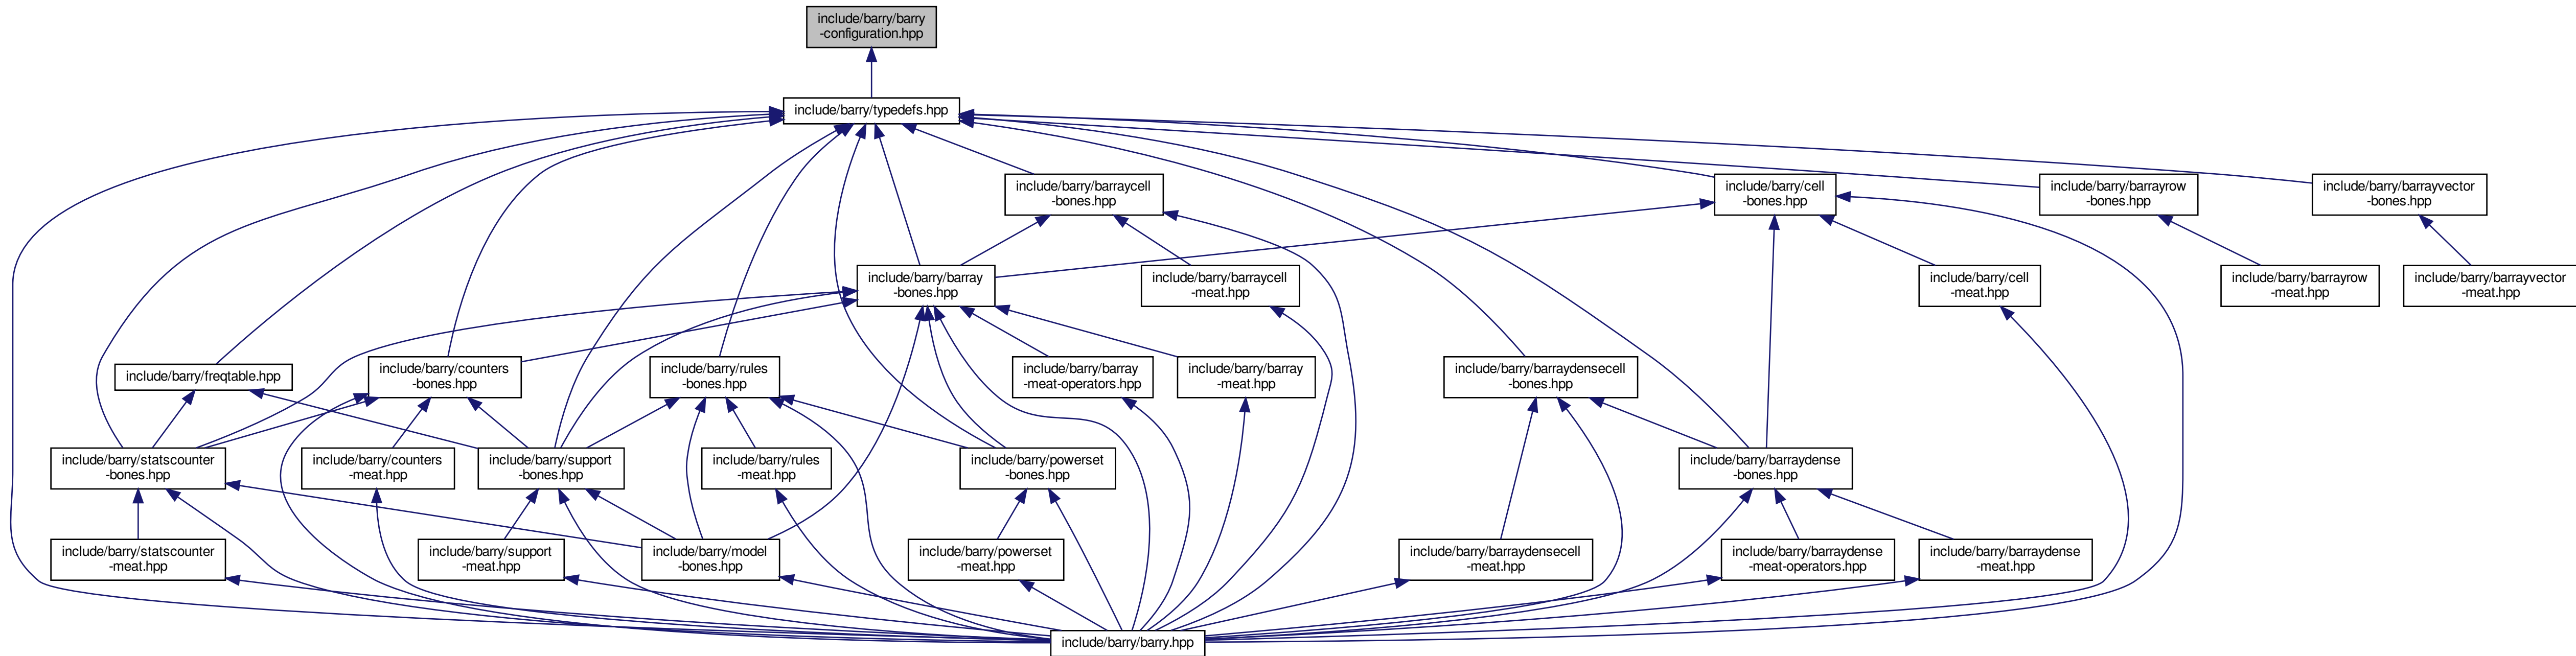 include/barry/barry
-configuration.hpp
include/barry/typedefs.hpp
include/barry/barraycell
-bones.hpp
include/barry/cell
-bones.hpp
include/barry/barrayrow
-bones.hpp
include/barry/barrayvector
-bones.hpp
include/barry/barray
-bones.hpp
include/barry/barraycell
-meat.hpp
include/barry/cell
-meat.hpp
include/barry/barrayrow
-meat.hpp
include/barry/barrayvector
-meat.hpp
include/barry/freqtable.hpp
include/barry/counters
-bones.hpp
include/barry/rules
-bones.hpp
include/barry/barray
-meat-operators.hpp
include/barry/barray
-meat.hpp
include/barry/barraydensecell
-bones.hpp
include/barry/statscounter
-bones.hpp
include/barry/counters
-meat.hpp
include/barry/support
-bones.hpp
include/barry/rules
-meat.hpp
include/barry/powerset
-bones.hpp
include/barry/barraydense
-bones.hpp
include/barry/statscounter
-meat.hpp
include/barry/support
-meat.hpp
include/barry/model
-bones.hpp
include/barry/powerset
-meat.hpp
include/barry/barraydensecell
-meat.hpp
include/barry/barraydense
-meat-operators.hpp
include/barry/barraydense
-meat.hpp
include/barry/barry.hpp